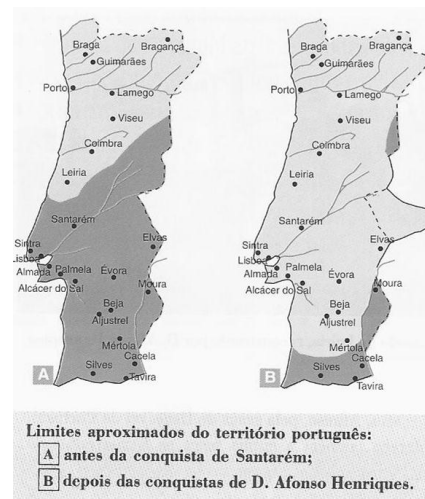 Braga
Bragança
Guimarães
Porto
Lamego
Viseu
Coimbra
Leiria
Santarém
Sintra
Lisboa
Elvas
Almada
Palmela
Évora
Alcácer do Sal
Moura
Beja
Aljustrel
Mértola
Cacela
Silves
Tavira
A
Braga
Bragança
Guimarães
Porto
Lamego
Viseu
Coimbra
Leiria
Santarém
Sintra
Lisboa
Elvas
Almada
Palmela
Évora
Alcácer do Sal
Moura
Beja
Aljustrel
Mértola
Cacela
Silves
Tavira
B
Limites aproximados do território português:
A antes da conquista de Santarém;
B depois das conquistas de D. Afonso Henriques.